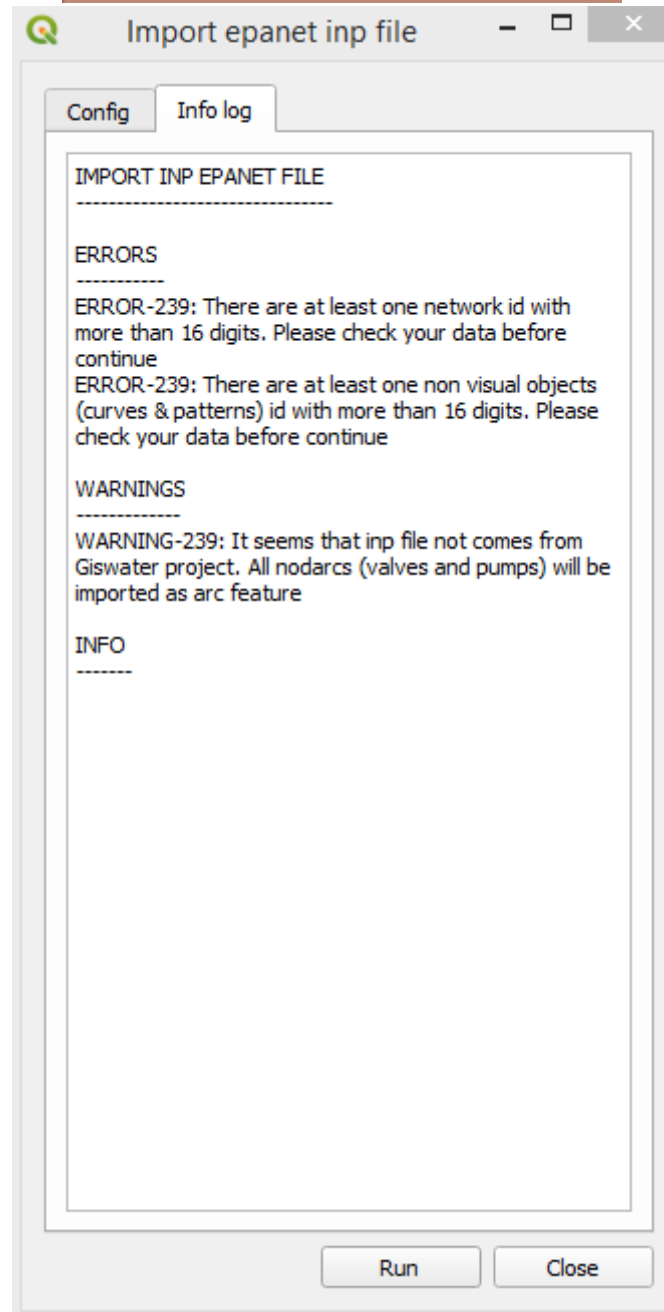 Import epanet inp file
Config
Info log
IMPORT INP EPANET FILE
--------------------------------
ERRORS
-----------
ERROR-239: There are at least one network id with
more than 16 digits. Please check your data before
continue
ERROR-239: There are at least one non visual objects
(curves & patterns) id with more than 16 digits. Please
check your data before continue
WARNINGS
-------------
WARNING-239: It seems that inp file not comes from
Giswater project. All nodarcs (valves and pumps) will be
imported as arc feature
INFO
-------
Run
Close